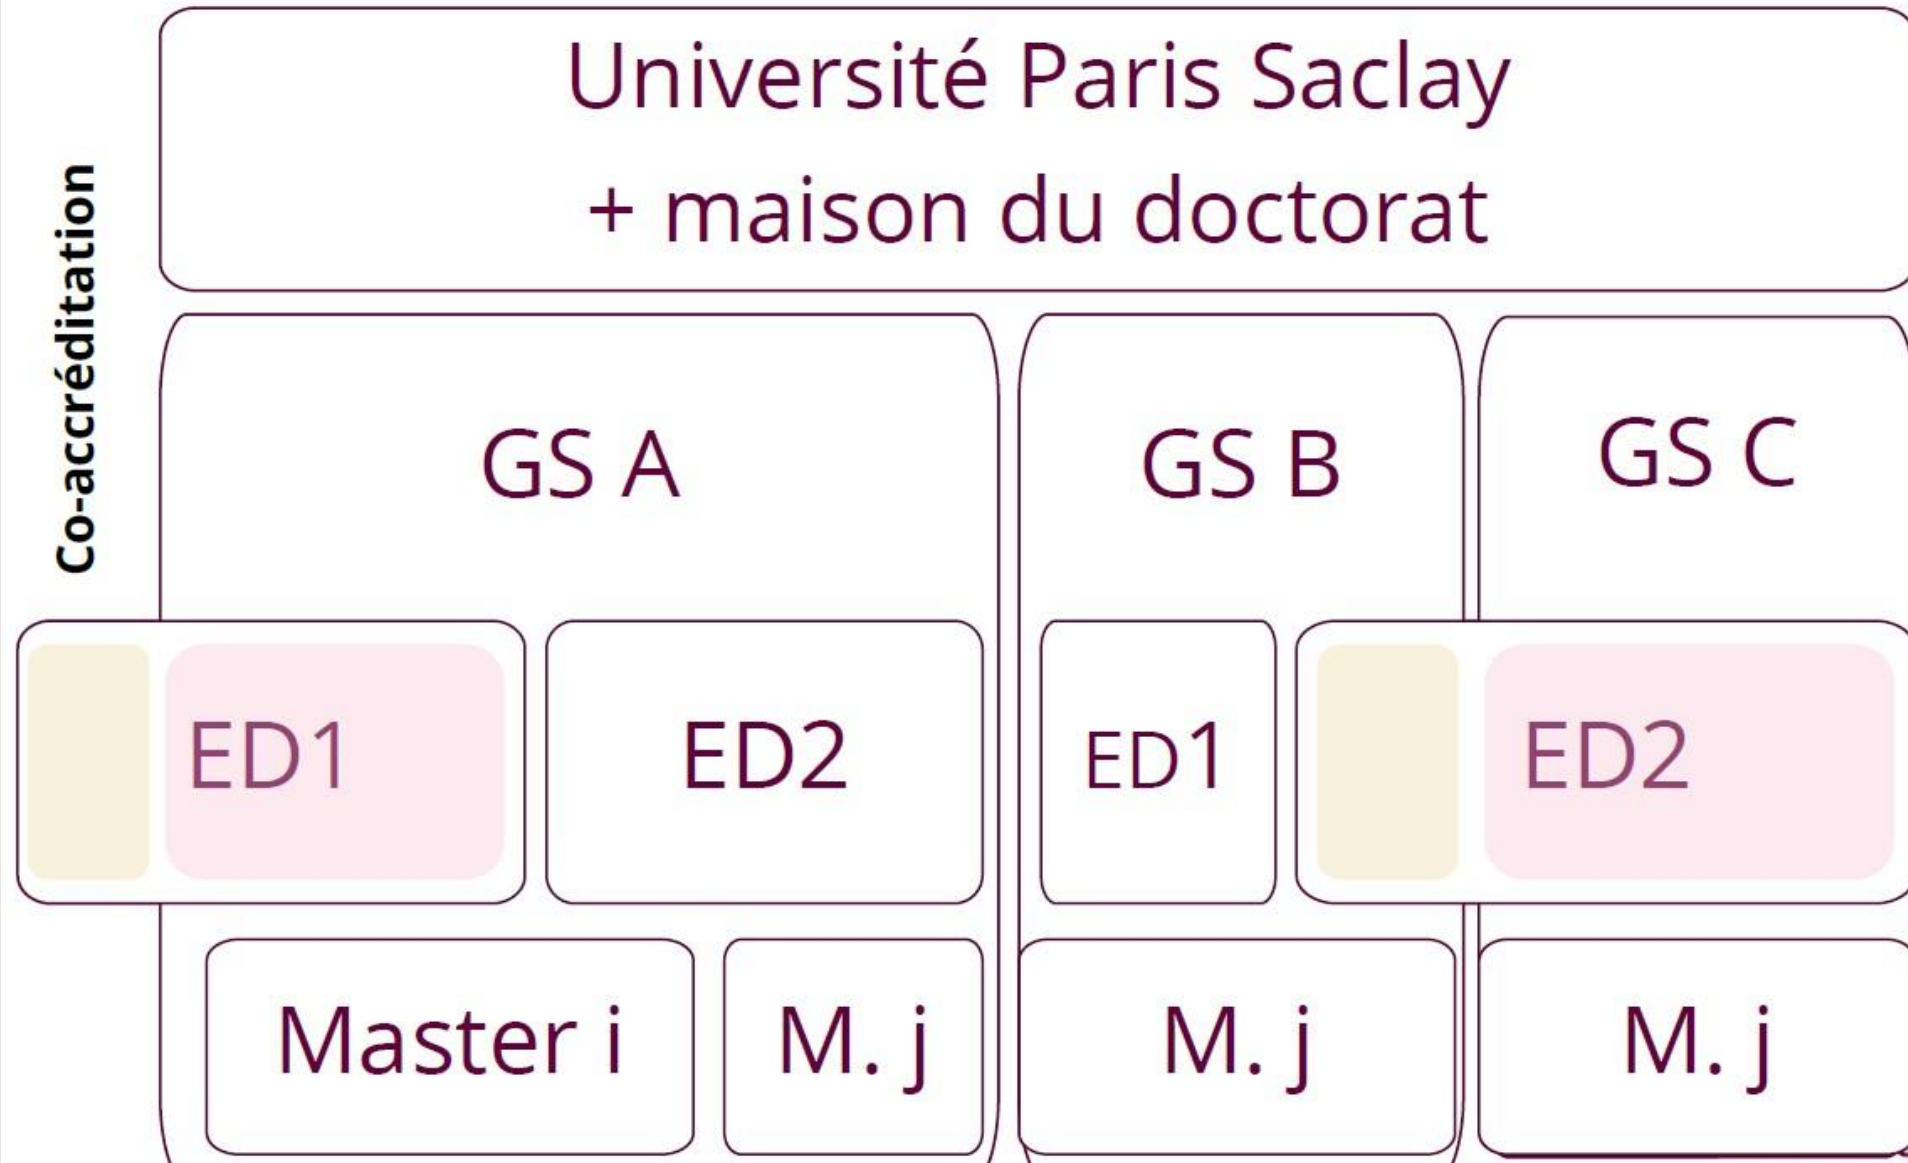 Université Paris Saclay
+ maison du doctorat
Co-accréditation
GS A
GS B
GS C
ED1
ED2
ED1
ED2
Master i
M. j
M. j
M. j